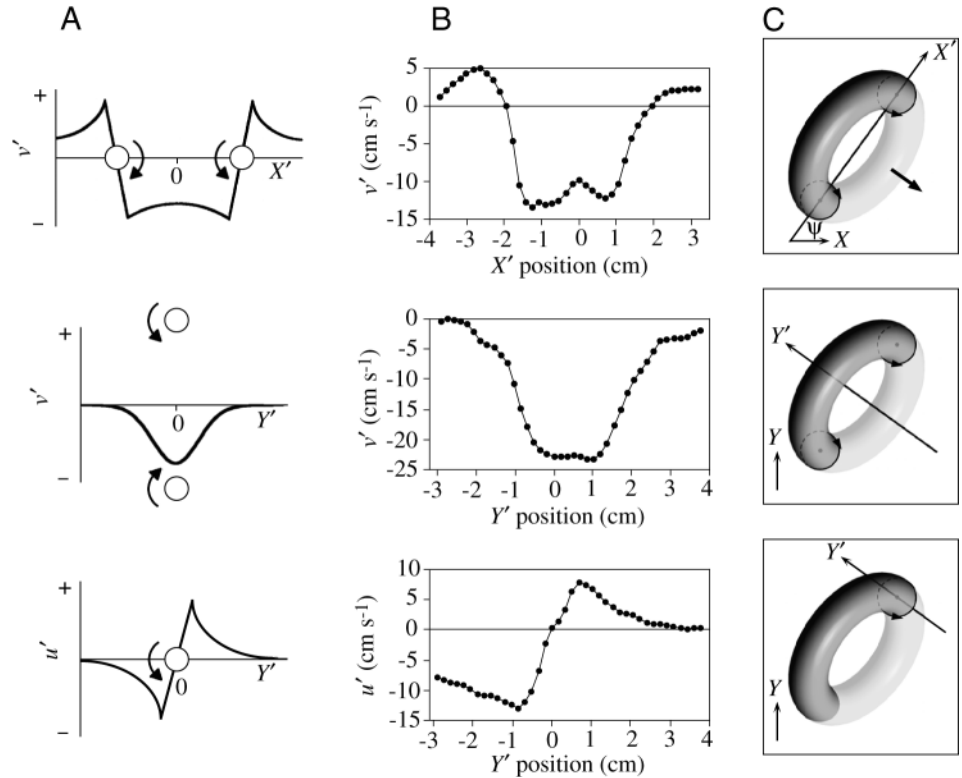 A
B
C
+
v′
0
X′
–
5
0
-5
-10
-15
v′ (cm s-1)
-4 -3 -2 -1 0 1 2 3
X′ position (cm)
X′
ψ
X
+
v′
0
Y′
–
0
-5
-10
-15
-20
-25
v′ (cm s-1)
-3 -2 -1 0 1 2 3 4
Y′ position (cm)
Y′
Y
+
u′
0
Y′
–
10
5
0
-5
-10
-15
u′ (cm s-1)
-3 -2 -1 0 1 2 3 4
Y′ position (cm)
Y′
Y